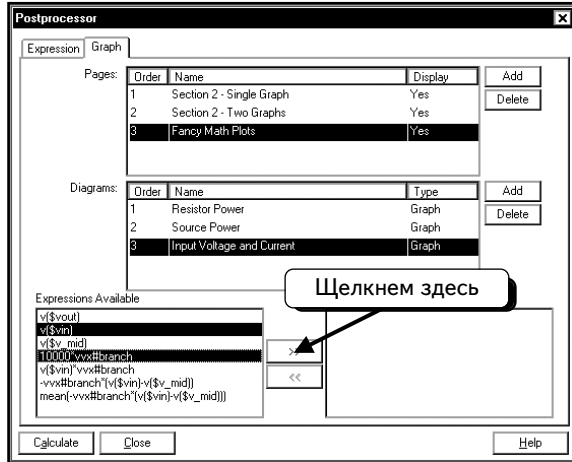 Postprocessor
Expression Graph
Pages: Order Name Display Add
1 Section 2 - Single Graph Yes Delete
2 Section 2 - Two Graphs Yes
3 Fancy Math Plots Yes
Diagrams: Order Name Type Add
1 Resistor Power Graph Delete
2 Source Power Graph
3 Input Voltage and Current Graph
Щелкнем здесь
Expressions Available
v($vout)
v($vin)
v($v_mid)
10000*vvx#branch >>
v($vin)*vvx#branch
-vvx#branch*(v($vin)-v($v_mid)) <<
mean(-vvx#branch*(v($vin)-v($v_mid)))
Calculate Close Help